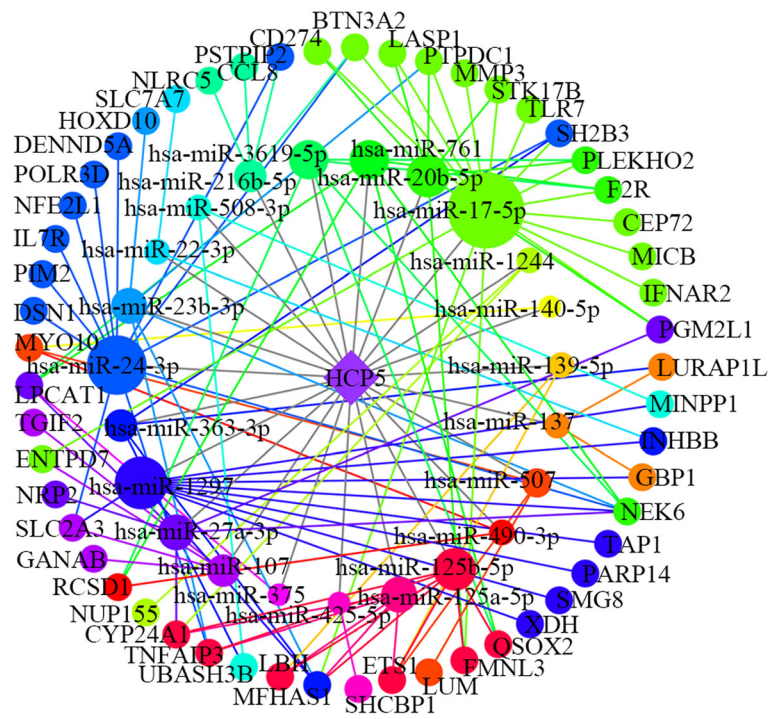 BTN3A2
CD274
LASP1
PSTPIP2
PTPDC1
CCL8
MMP3
NLRC5
STK17B
SLC7A7
TLR7
HOXD10
SH2B3
DENND5A
hsa-miR-3619-5p
hsa-miR-761
PLEKHO2
POLR3D
hsa-miR-216b-5p
hsa-miR-20b-5p
F2R
NFE2L1
hsa-miR-508-3p
hsa-miR-17-5p
CEP72
IL7R
hsa-miR-22-3p
hsa-miR-1244
MICB
PIM2
IFNAR2
DSN1
hsa-miR-23b-3p
hsa-miR-140-5p
PGM2L1
MYO10
hsa-miR-24-3p
HCP5
hsa-miR-139-5p
LURAP1L
LPCAT1
MINPP1
TGIF2
hsa-miR-363-3p
hsa-miR-137
INHBB
ENTPD7
GBP1
NRP2
hsa-miR-1297
hsa-miR-507
NEK6
SLC2A3
hsa-miR-27a-3p
hsa-miR-490-3p
TAP1
GANAB
hsa-miR-107
hsa-miR-125b-5p
PARP14
RCSD1
hsa-miR-375
hsa-miR-125a-5p
SMG8
NUP155
hsa-miR-425-5p
XDH
CYP24A1
QSOX2
TNFAIP3
LBH
ETS1
FMNL3
UBASH3B
MFHAS1
SHCBP1
LUM